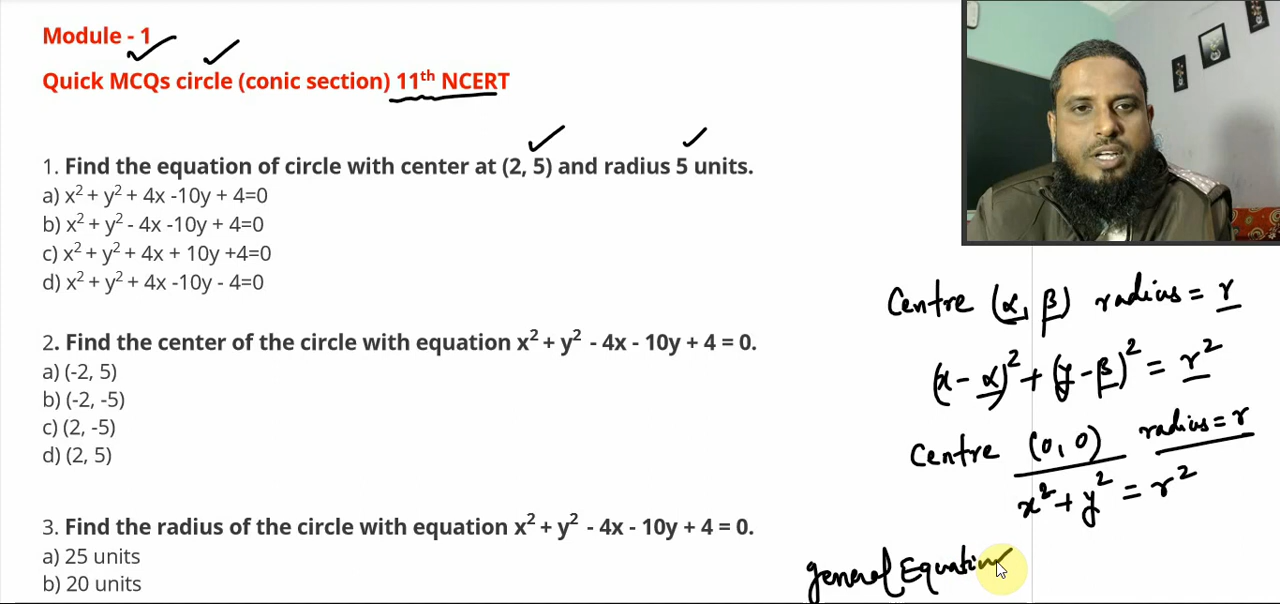 Module - 1
Quick MCQs circle (conic section) 11th NCERT
1. Find the equation of circle with center at (2, 5) and radius 5 units.
a) x² + y² + 4x -10y + 4=0
b) x² + y² - 4x -10y + 4=0
c) x² + y² + 4x + 10y +4=0
d) x² + y² + 4x -10y - 4=0
2. Find the center of the circle with equation x² + y² - 4x - 10y + 4 = 0.
a) (-2, 5)
b) (-2, -5)
c) (2, -5)
d) (2, 5)
3. Find the radius of the circle with equation x² + y² - 4x - 10y + 4 = 0.
a) 25 units
b) 20 units
Centre (α, β) radius = r
(x - α)² + (y - β)² = r²
Centre (0, 0) radius = r
x² + y² = r²
general Equation